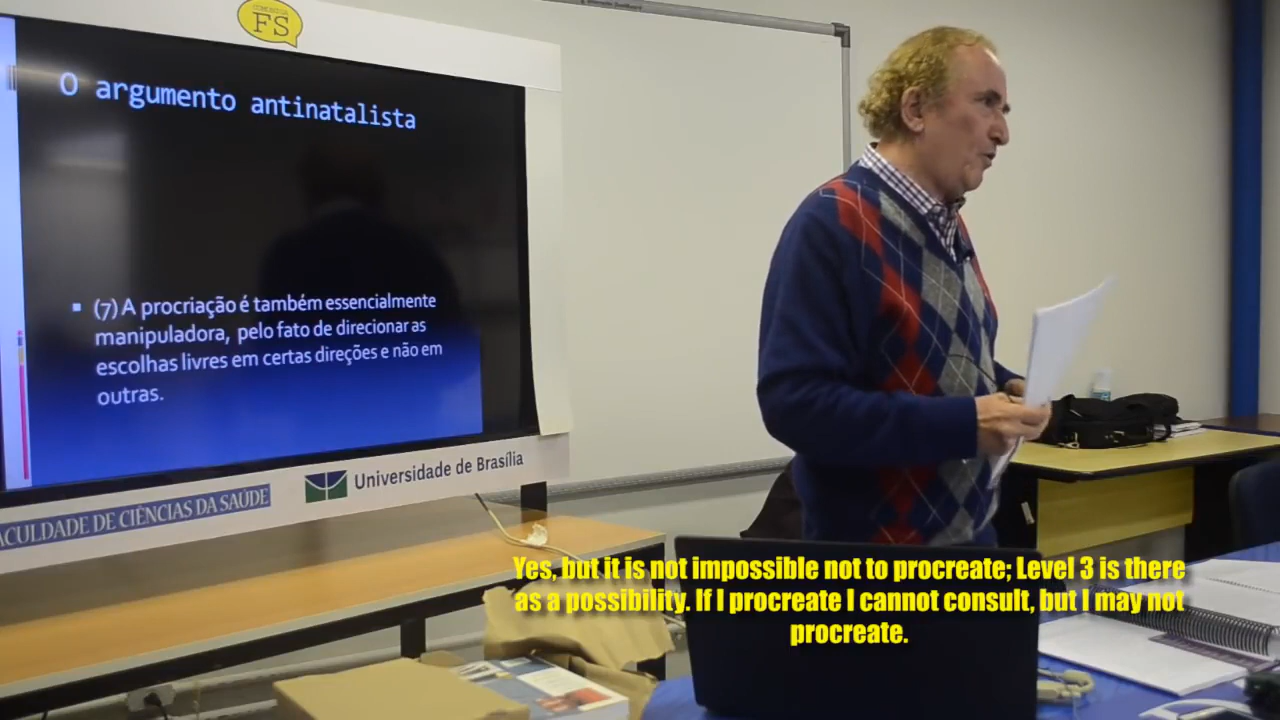 FS
O argumento antinatalista
(7) A procriação é também essencialmente
manipuladora, pelo fato de direcionar as
escolhas livres em certas direções e não em
outras.
ACULDADE DE CIÊNCIAS DA SAÚDE
Universidade de Brasília
Yes, but it is not impossible not to procreate; Level 3 is there
as a possibility. If I procreate I cannot consult, but I may not
procreate.